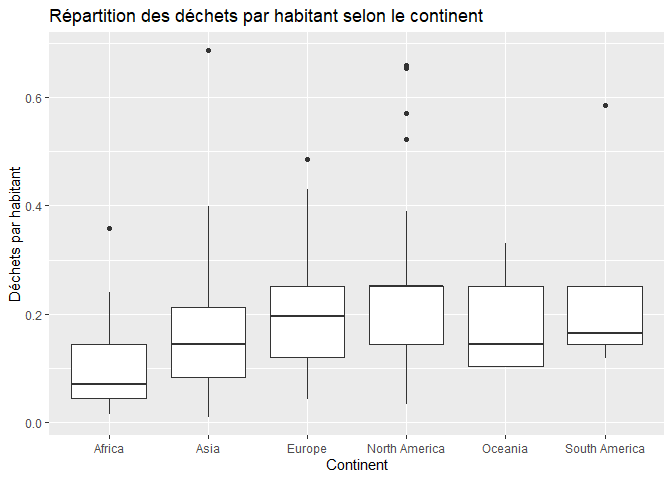 Répartition des déchets par habitant selon le continent
Déchets par habitant
0.6
0.4
0.2
0.0
Africa
Asia
Europe
North America
Oceania
South America
Continent